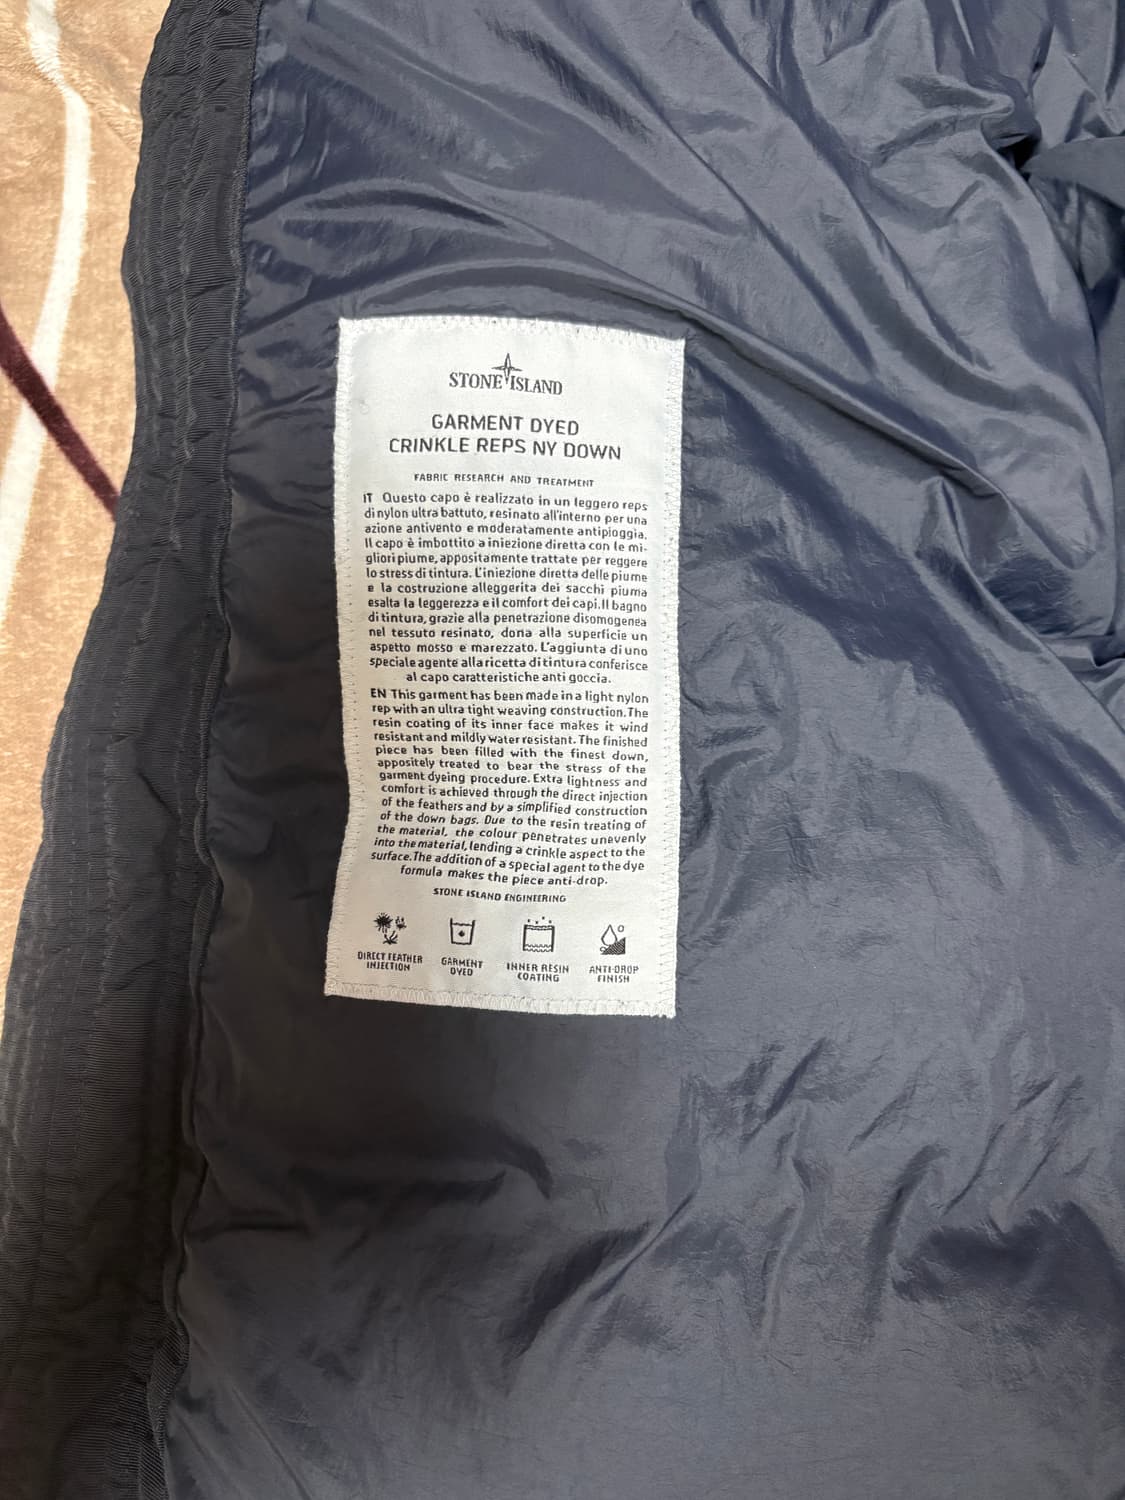 STONE ISLAND
GARMENT DYED
CRINKLE REPS NY DOWN
FABRIC RESEARCH AND TREATMENT
IT Questo capo è realizzato in un leggero reps
di nylon ultra battuto, resinato all'interno per una
azione antivento e moderatamente antipioggia.
Il capo è imbottito a iniezione diretta con le mi-
gliori piume, appositamente trattate per reggere
lo stress di tintura. L'iniezione diretta delle piume
e la costruzione alleggerita dei sacchi piuma
esalta la leggerezza e il comfort dei capi. Il bagno
di tintura, grazie alla penetrazione disomogenea
nel tessuto resinato, dona alla superficie un
aspetto mosso e marezzato. L'aggiunta di uno
speciale agente alla ricetta di tintura conferisce
al capo caratteristiche anti goccia.
EN This garment has been made in a light nylon
rep with an ultra tight weaving construction. The
resin coating of its inner face makes it wind
resistant and mildly water resistant. The finished
piece has been filled with the finest down,
appositely treated to bear the stress of the
garment dyeing procedure. Extra lightness and
comfort is achieved through the direct injection
of the feathers and by a simplified construction
of the down bags. Due to the resin treating of
the material, the colour penetrates unevenly
into the material, lending a crinkle aspect to the
surface. The addition of a special agent to the dye
formula makes the piece anti-drop.
STONE ISLAND ENGINEERING
DIRECT FEATHER INJECTION
GARMENT DYED
INNER RESIN COATING
ANTI-DROP FINISH